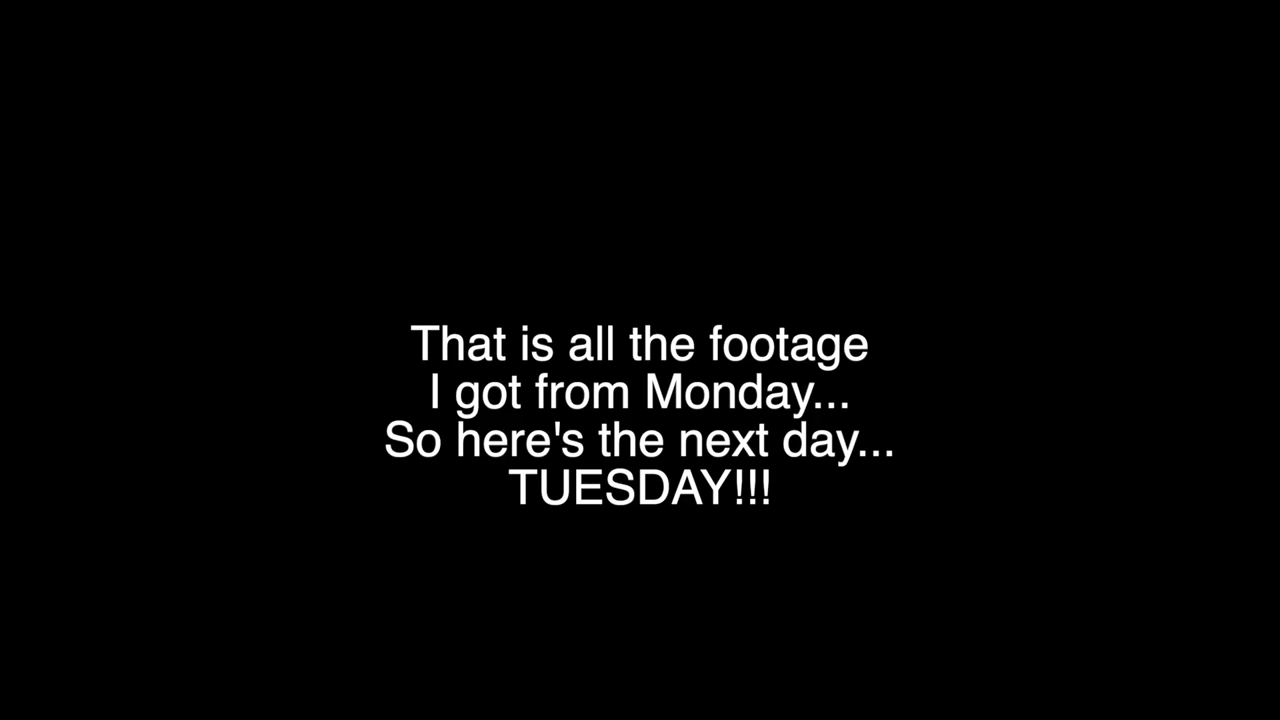 That is all the footage
I got from Monday...
So here's the next day...
TUESDAY!!!